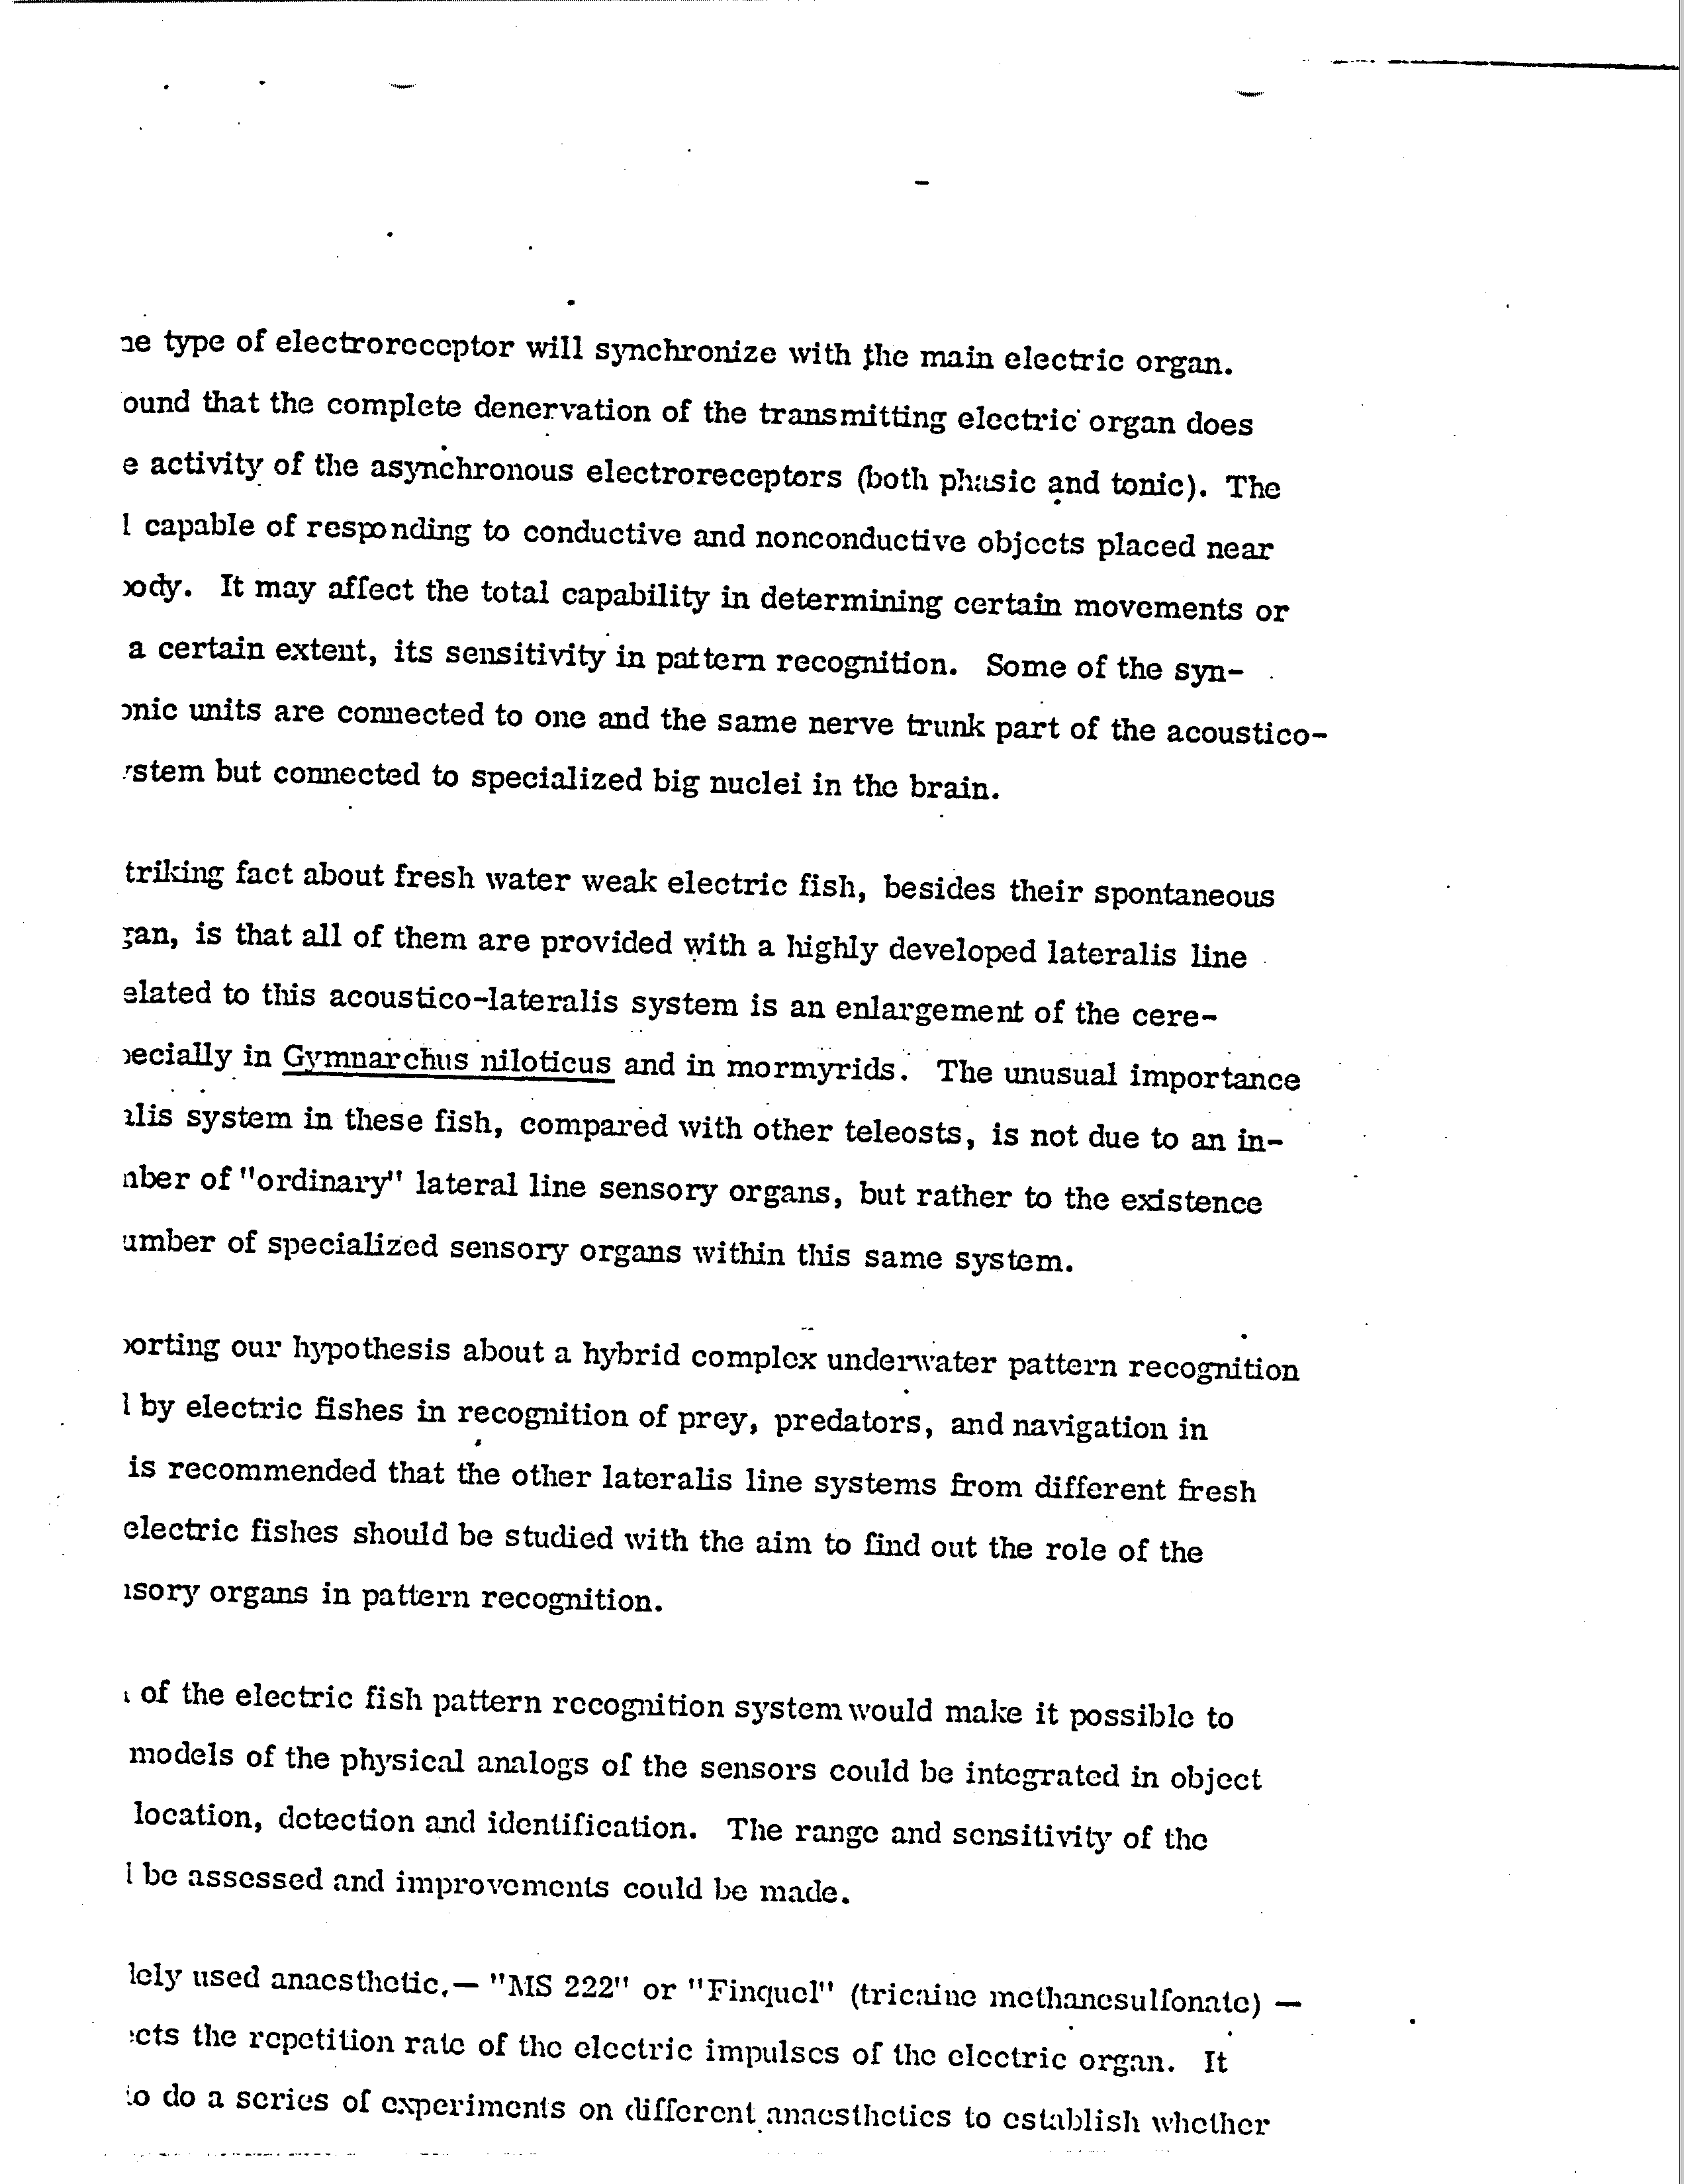 ne type of electroreceptor will synchronize with the main electric organ.
ound that the complete denervation of the transmitting electric organ does
e activity of the asynchronous electroreceptors (both phasic and tonic). The
l capable of responding to conductive and nonconductive objects placed near
body. It may affect the total capability in determining certain movements or
a certain extent, its sensitivity in pattern recognition. Some of the syn-
onic units are connected to one and the same nerve trunk part of the acoustico-
stem but connected to specialized big nuclei in the brain.
triking fact about fresh water weak electric fish, besides their spontaneous
gan, is that all of them are provided with a highly developed lateralis line
elated to this acoustico-lateralis system is an enlargement of the cere-
pecially in Gymnarchus niloticus and in mormyrids. The unusual importance
alis system in these fish, compared with other teleosts, is not due to an in-
nber of "ordinary" lateral line sensory organs, but rather to the existence
umber of specialized sensory organs within this same system.
porting our hypothesis about a hybrid complex underwater pattern recognition
l by electric fishes in recognition of prey, predators, and navigation in
is recommended that the other lateralis line systems from different fresh
electric fishes should be studied with the aim to find out the role of the
nsory organs in pattern recognition.
of the electric fish pattern recognition system would make it possible to
models of the physical analogs of the sensors could be integrated in object
location, detection and identification. The range and sensitivity of the
l be assessed and improvements could be made.
lely used anaesthetic. — "MS 222" or "Finquel" (tricaine methanesulfonate) —
ects the repetition rate of the electric impulses of the electric organ. It
to do a series of experiments on different anaesthetics to establish whether